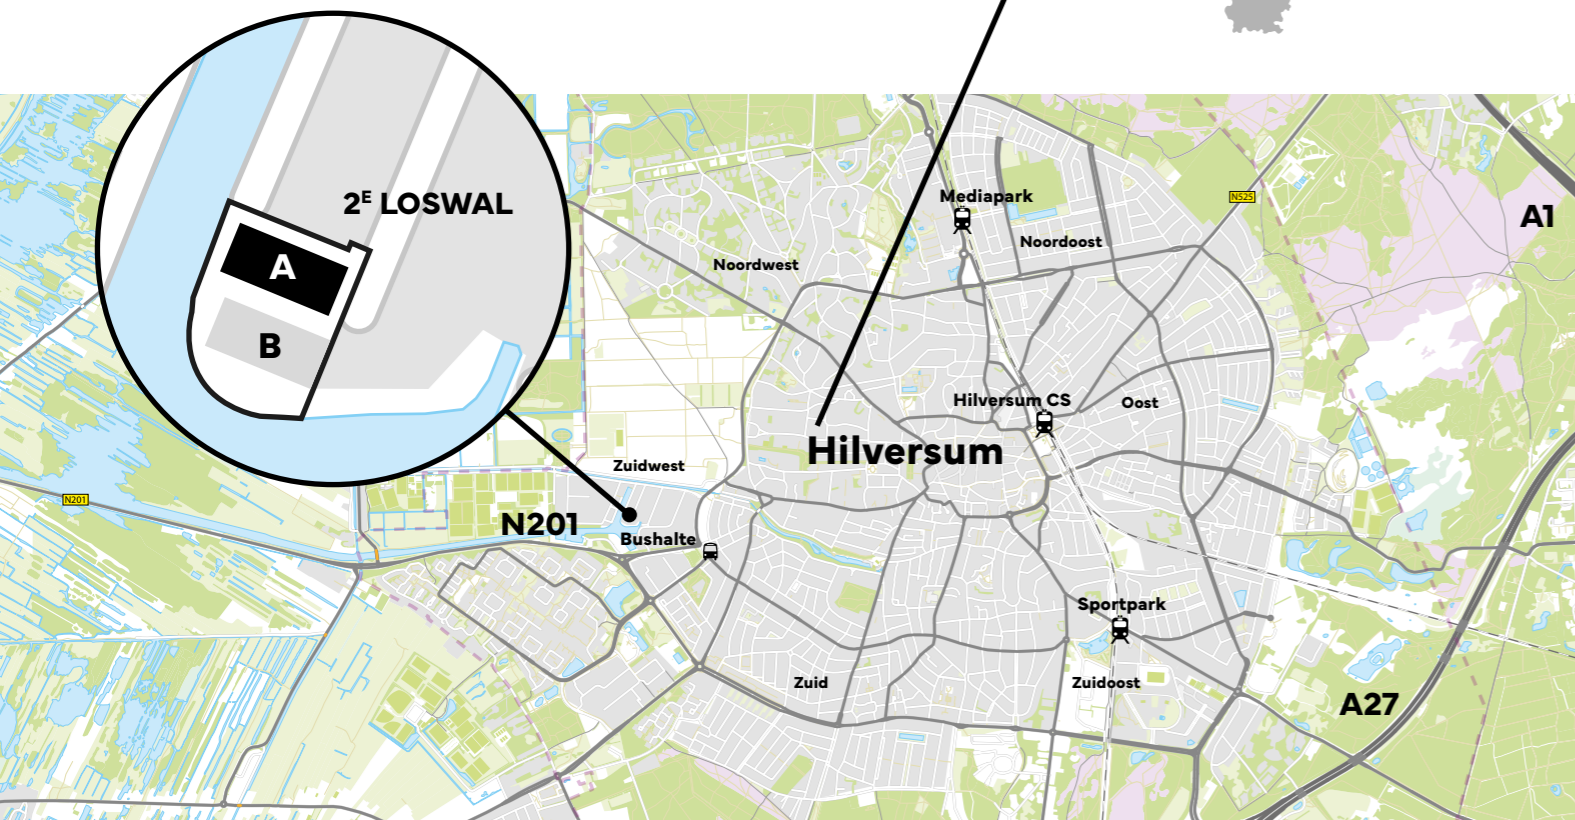 2E LOSWAL
A
B
Mediapark
Noordoost
Noordwest
N525
A1
Hilversum CS
Oost
Hilversum
Zuidwest
N201
N201
Bushalte
Sportpark
Zuid
Zuidoost
A27